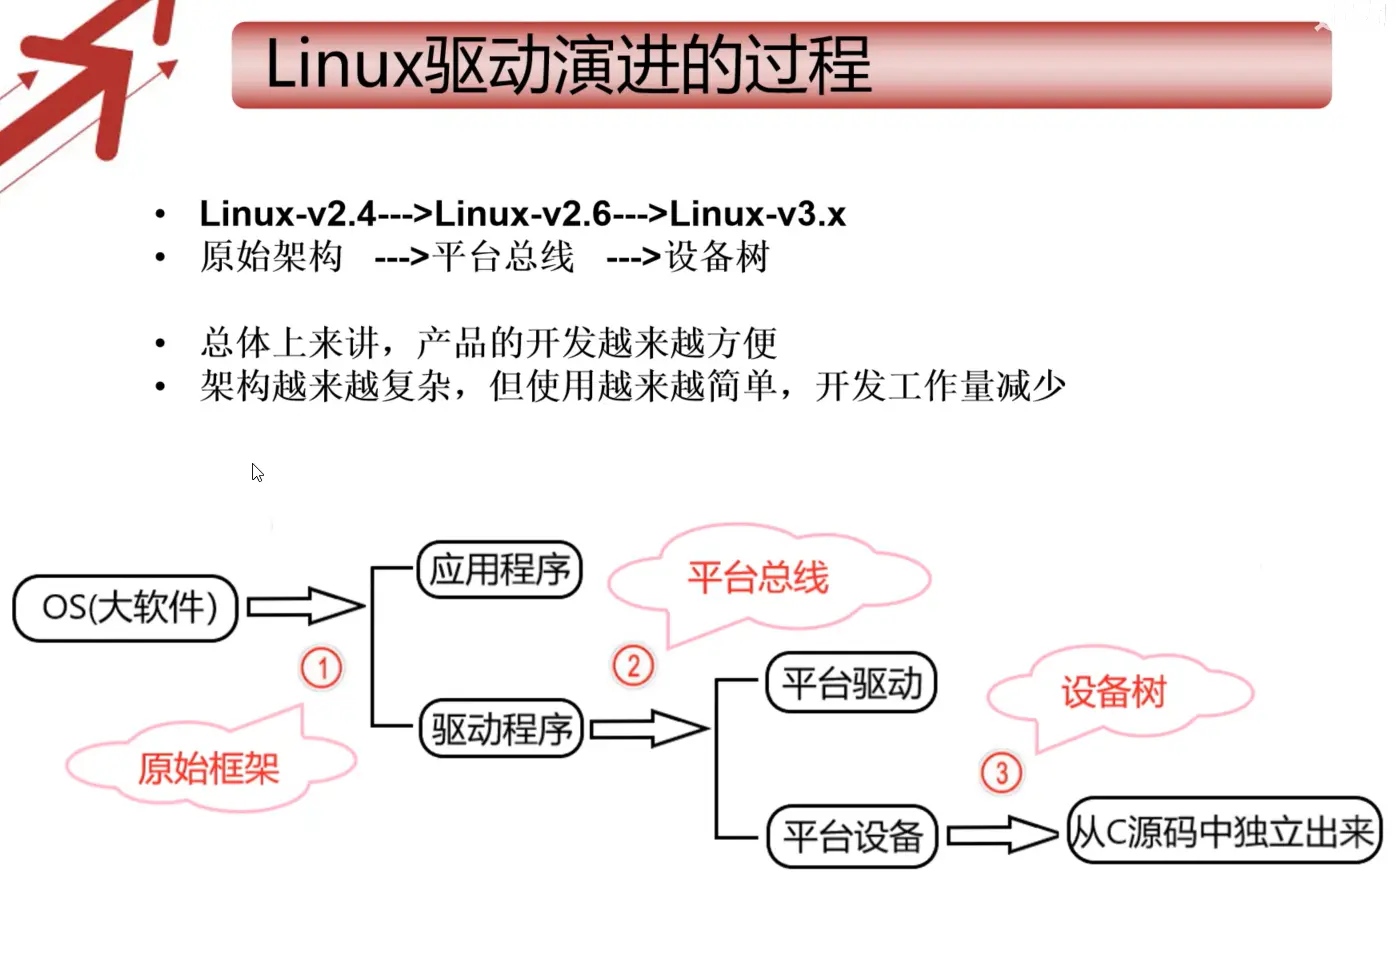 Linux驱动演进的过程
• Linux-v2.4--->Linux-v2.6--->Linux-v3.x
• 原始架构 --->平台总线 --->设备树
• 总体上来讲，产品的开发越来越方便
• 架构越来越复杂，但使用越来越简单，开发工作量减少
OS(大软件)
①
原始框架
应用程序
驱动程序
②
平台总线
平台驱动
平台设备
③
设备树
从C源码中独立出来